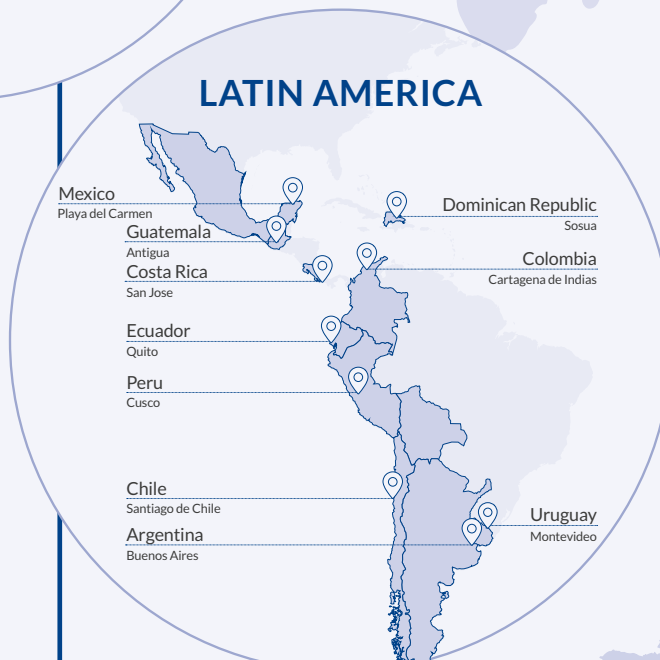 LATIN AMERICA
Mexico
Playa del Carmen
Dominican Republic
Sosua
Guatemala
Antigua
Colombia
Cartagena de Indias
Costa Rica
San Jose
Ecuador
Quito
Peru
Cusco
Chile
Santiago de Chile
Uruguay
Montevideo
Argentina
Buenos Aires